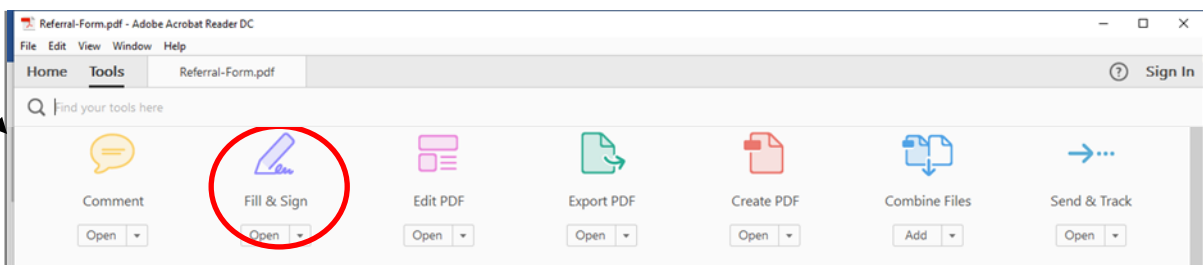 Referral-Form.pdf - Adobe Acrobat Reader DC
File Edit View Window Help
Home Tools Referral-Form.pdf ? Sign In
Find your tools here
Comment Fill & Sign Edit PDF Export PDF Create PDF Combine Files Send & Track
Open Open Open Open Open Add Open